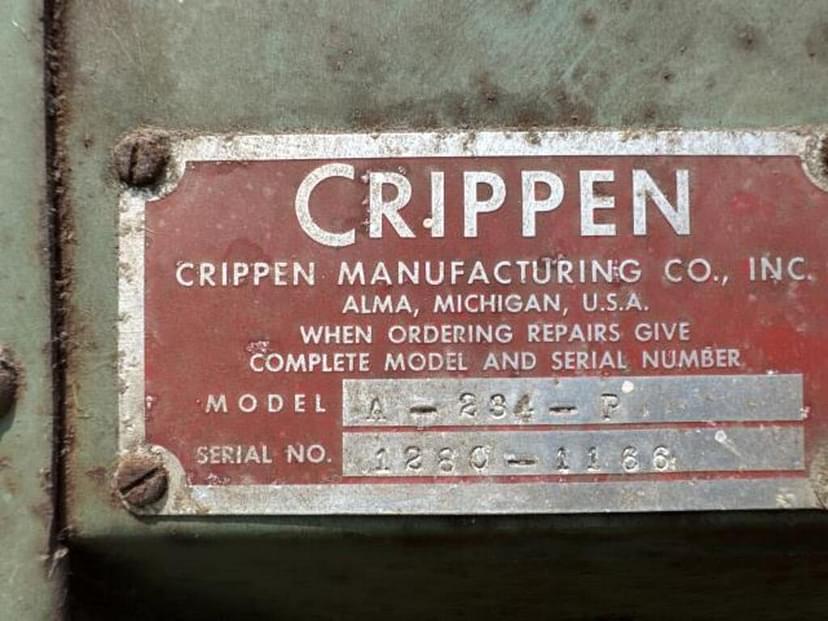 CRIPPEN
CRIPPEN MANUFACTURING CO., INC.
ALMA, MICHIGAN, U.S.A.
WHEN ORDERING REPAIRS GIVE
COMPLETE MODEL AND SERIAL NUMBER
MODEL A-284-P
SERIAL NO. 1280-1166